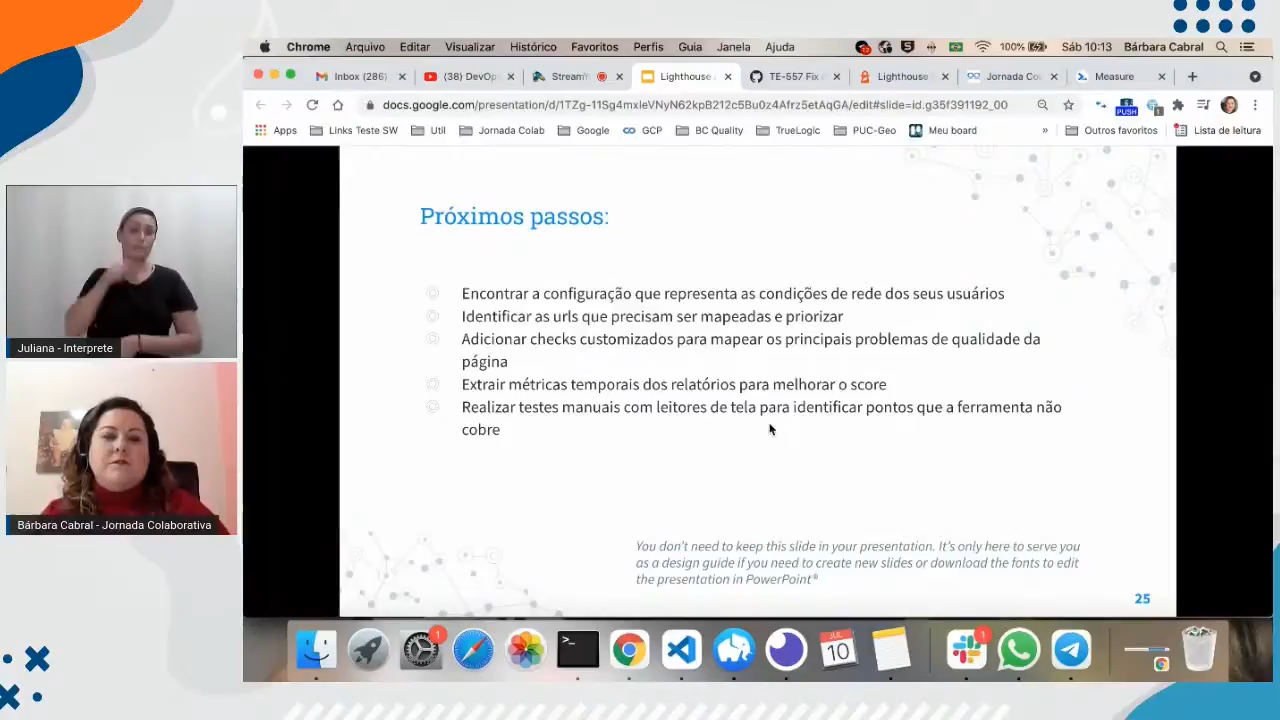 Chrome Arquivo Editar Visualizar Histórico Favoritos Perfis Guia Janela Ajuda 100% Sáb 10:13 Bárbara Cabral
Inbox (286) (38) DevOp Stream Lighthouse TE-557 Fix Lighthouse Jornada Co Measure
docs.google.com/presentation/d/1TZg-11Sg4mxleVNyN62kpB212c5Bu0z4Afrz5etAqGA/edit#slide=id.g35f391192_00
PUSH
Apps Links Teste SW Util Jornada Colab Google GCP BC Quality TrueLogic PUC-Geo Meu board » Outros favoritos Lista de leitura
Próximos passos:
Encontrar a configuração que representa as condições de rede dos seus usuários
Identificar as urls que precisam ser mapeadas e priorizar
Adicionar checks customizados para mapear os principais problemas de qualidade da
página
Extrair métricas temporais dos relatórios para melhorar o score
Realizar testes manuais com leitores de tela para identificar pontos que a ferramenta não
cobre
You don't need to keep this slide in your presentation. It's only here to serve you
as a design guide if you need to create new slides or download the fonts to edit
the presentation in PowerPoint®
25
Juliana - Interprete
Bárbara Cabral - Jornada Colaborativa
1
JUL
10
1